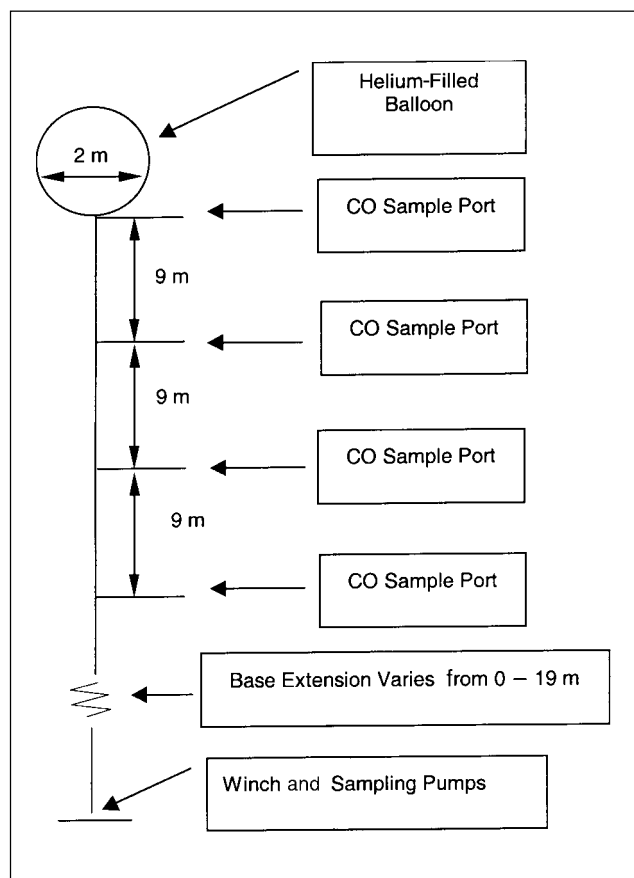 Helium-Filled
Balloon
2 m
CO Sample Port
9 m
CO Sample Port
9 m
CO Sample Port
9 m
CO Sample Port
Base Extension Varies from 0 – 19 m
Winch and Sampling Pumps